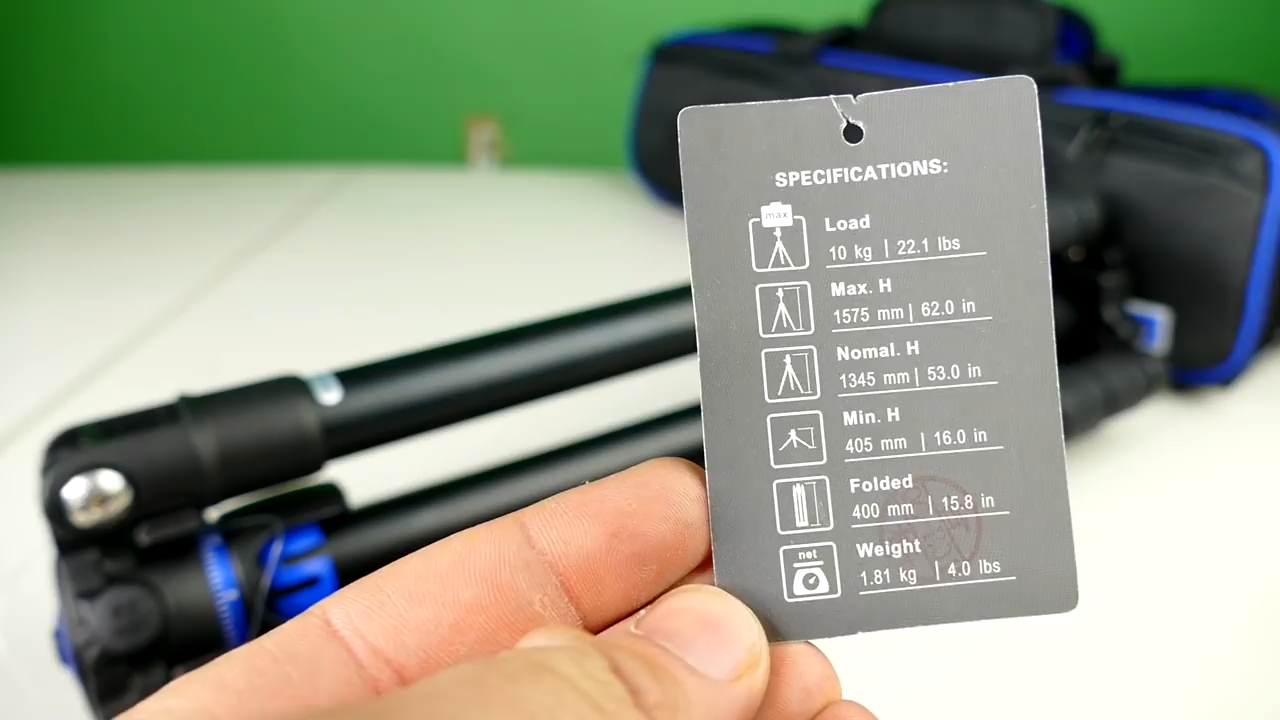 SPECIFICATIONS:
max
Load
10 kg | 22.1 lbs
Max. H
1575 mm | 62.0 in
Nomal. H
1345 mm | 53.0 in
Min. H
405 mm | 16.0 in
Folded
400 mm | 15.8 in
net
Weight
1.81 kg | 4.0 lbs